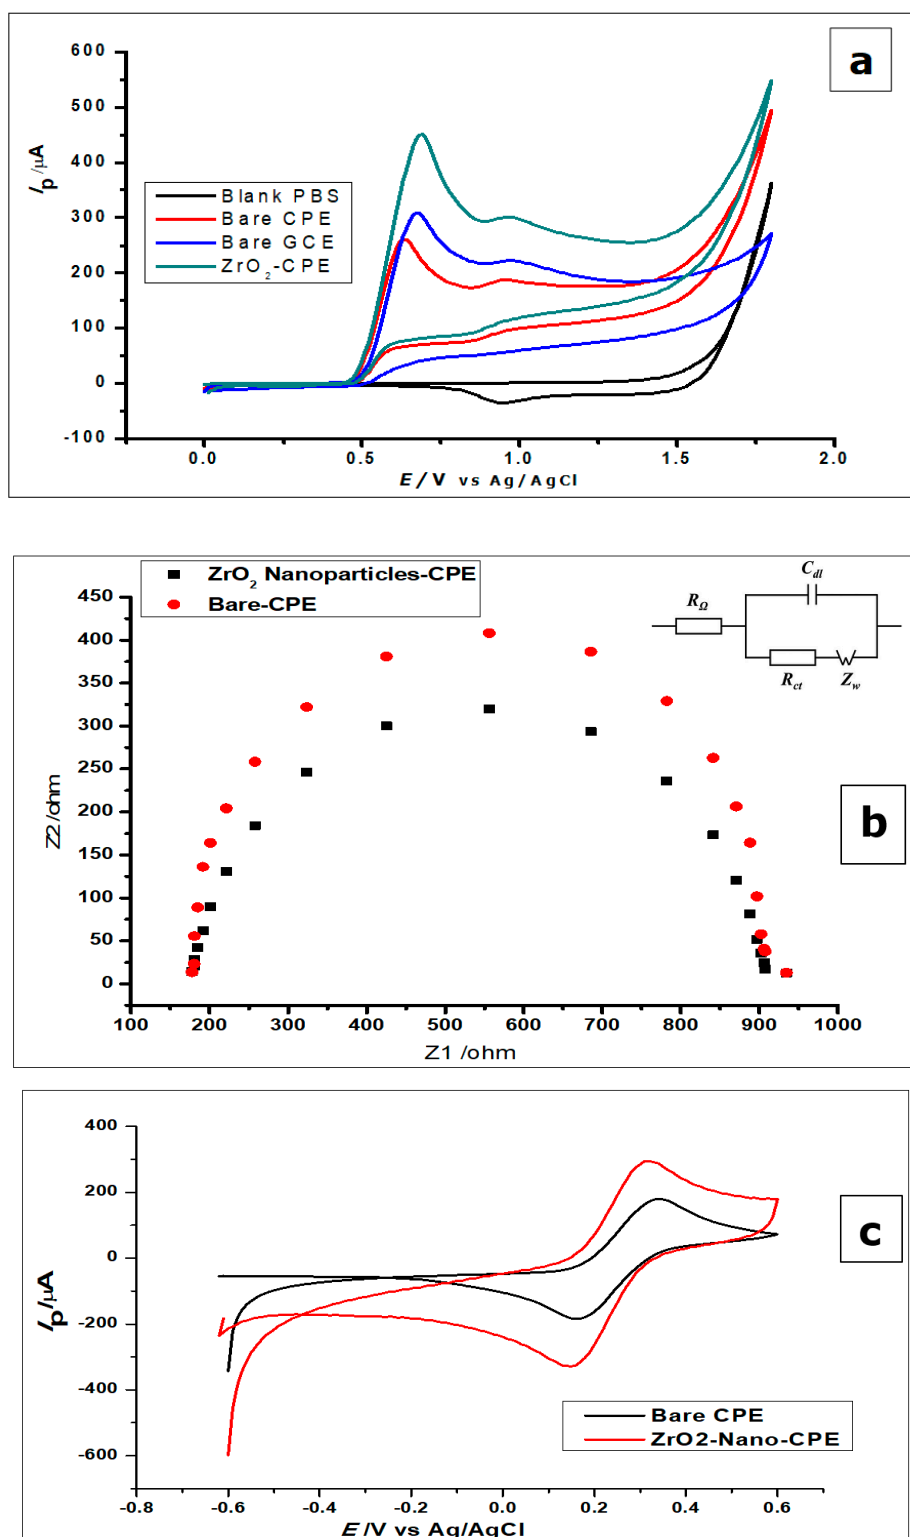 a
600
500
400
300
200
100
0
-100
Ip/µA
Blank PBS
Bare CPE
Bare GCE
ZrO2-CPE
0.0 0.5 1.0 1.5 2.0
E/ V vs Ag/AgCl
ZrO2 Nanoparticles-CPE
Bare-CPE
Cdl
RΩ
Rct Zw
b
450
400
350
300
250
200
150
100
50
0
Z2/ohm
100 200 300 400 500 600 700 800 900 1000
Z1 /ohm
c
400
200
0
-200
-400
-600
Ip/µA
Bare CPE
ZrO2-Nano-CPE
-0.8 -0.6 -0.4 -0.2 0.0 0.2 0.4 0.6
E /V vs Ag/AgCl